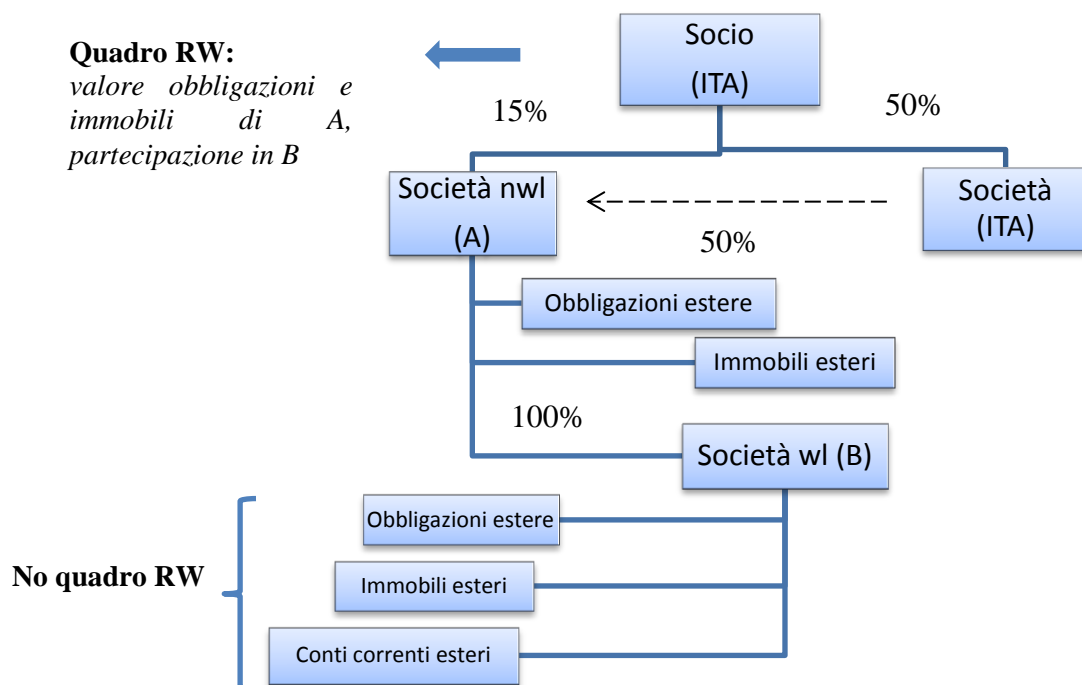 Quadro RW:
valore obbligazioni e
immobili di A,
partecipazione in B
Socio
(ITA)
15%
50%
Società nwl
(A)
Società
(ITA)
50%
Obbligazioni estere
Immobili esteri
100%
Società wl (B)
Obbligazioni estere
No quadro RW
Immobili esteri
Conti correnti esteri